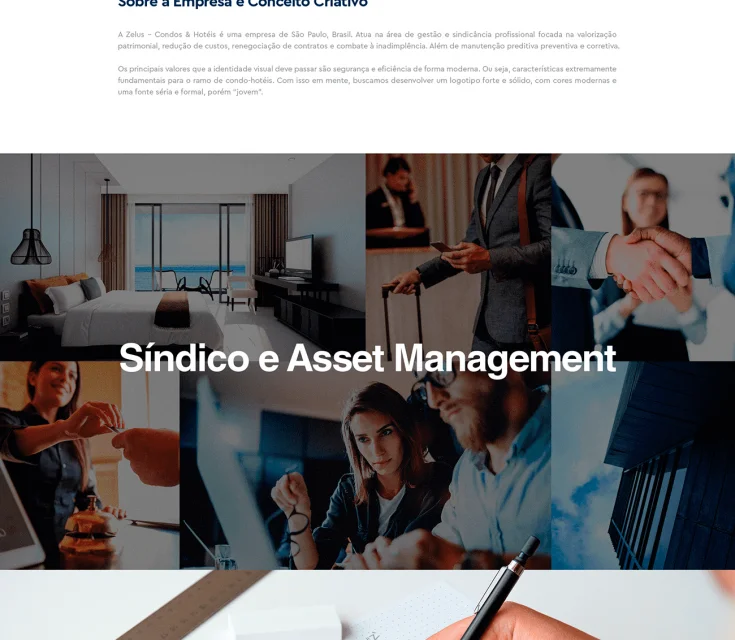 Sobre a Empresa e Conceito Criativo
A Zelus – Condos & Hotéis é uma empresa de São Paulo, Brasil. Atua na área de gestão e sindicância profissional focada na valorização
patrimonial, redução de custos, renegociação de contratos e combate à inadimplência. Além de manutenção preditiva preventiva e corretiva.
Os principais valores que a identidade visual deve passar são segurança e eficiência de forma moderna. Ou seja, características extremamente
fundamentais para o ramo de condo-hotéis. Com isso em mente, buscamos desenvolver um logotipo forte e sólido, com cores modernas e
uma fonte séria e formal, porém “jovem”.
Síndico e Asset Management